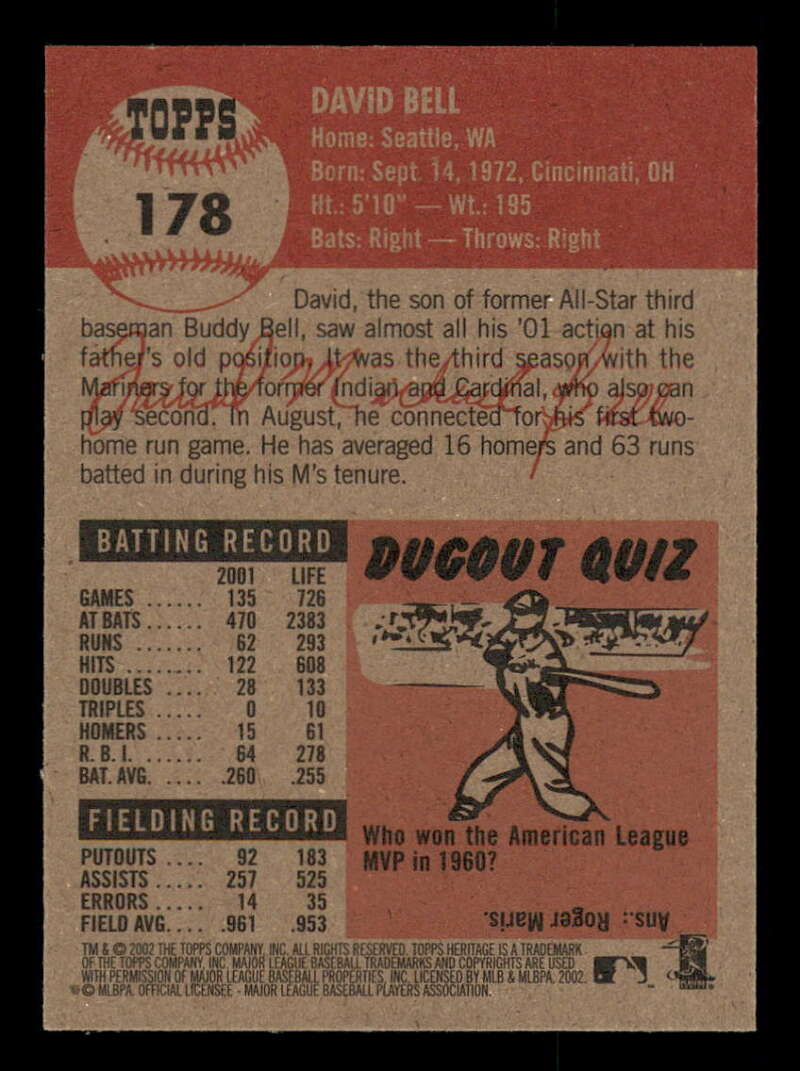 TOPPS
178
DAVID BELL
Home: Seattle, WA
Born: Sept. 14, 1972, Cincinnati, OH
Ht.: 5'10" — Wt.: 195
Bats: Right — Throws: Right
David, the son of former All-Star third
baseman Buddy Bell, saw almost all his '01 action at his
father's old position. It was the third season with the
Mariners for the former Indian and Cardinal, who also can
play second. In August, he connected for his first two-
home run game. He has averaged 16 homers and 63 runs
batted in during his M's tenure.
BATTING RECORD
2001 LIFE
GAMES ...... 135 726
AT BATS ...... 470 2383
RUNS ....... 62 293
HITS ........ 122 608
DOUBLES .... 28 133
TRIPLES ..... 0 10
HOMERS ..... 15 61
R. B. I. ...... 64 278
BAT. AVG. .... .260 .255
FIELDING RECORD
PUTOUTS .... 92 183
ASSISTS ..... 257 525
ERRORS ..... 14 35
FIELD AVG.... .961 .953
DUGOUT QUIZ
Who won the American League
MVP in 1960?
Ans.: Roger Maris.
TM & © 2002 THE TOPPS COMPANY, INC. ALL RIGHTS RESERVED. TOPPS HERITAGE IS A TRADEMARK
OF THE TOPPS COMPANY, INC. MAJOR LEAGUE BASEBALL TRADEMARKS AND COPYRIGHTS ARE USED
WITH PERMISSION OF MAJOR LEAGUE BASEBALL PROPERTIES, INC. LICENSED BY MLB & MLBPA. 2002.
© MLBPA. OFFICIAL LICENSEE - MAJOR LEAGUE BASEBALL PLAYERS ASSOCIATION.